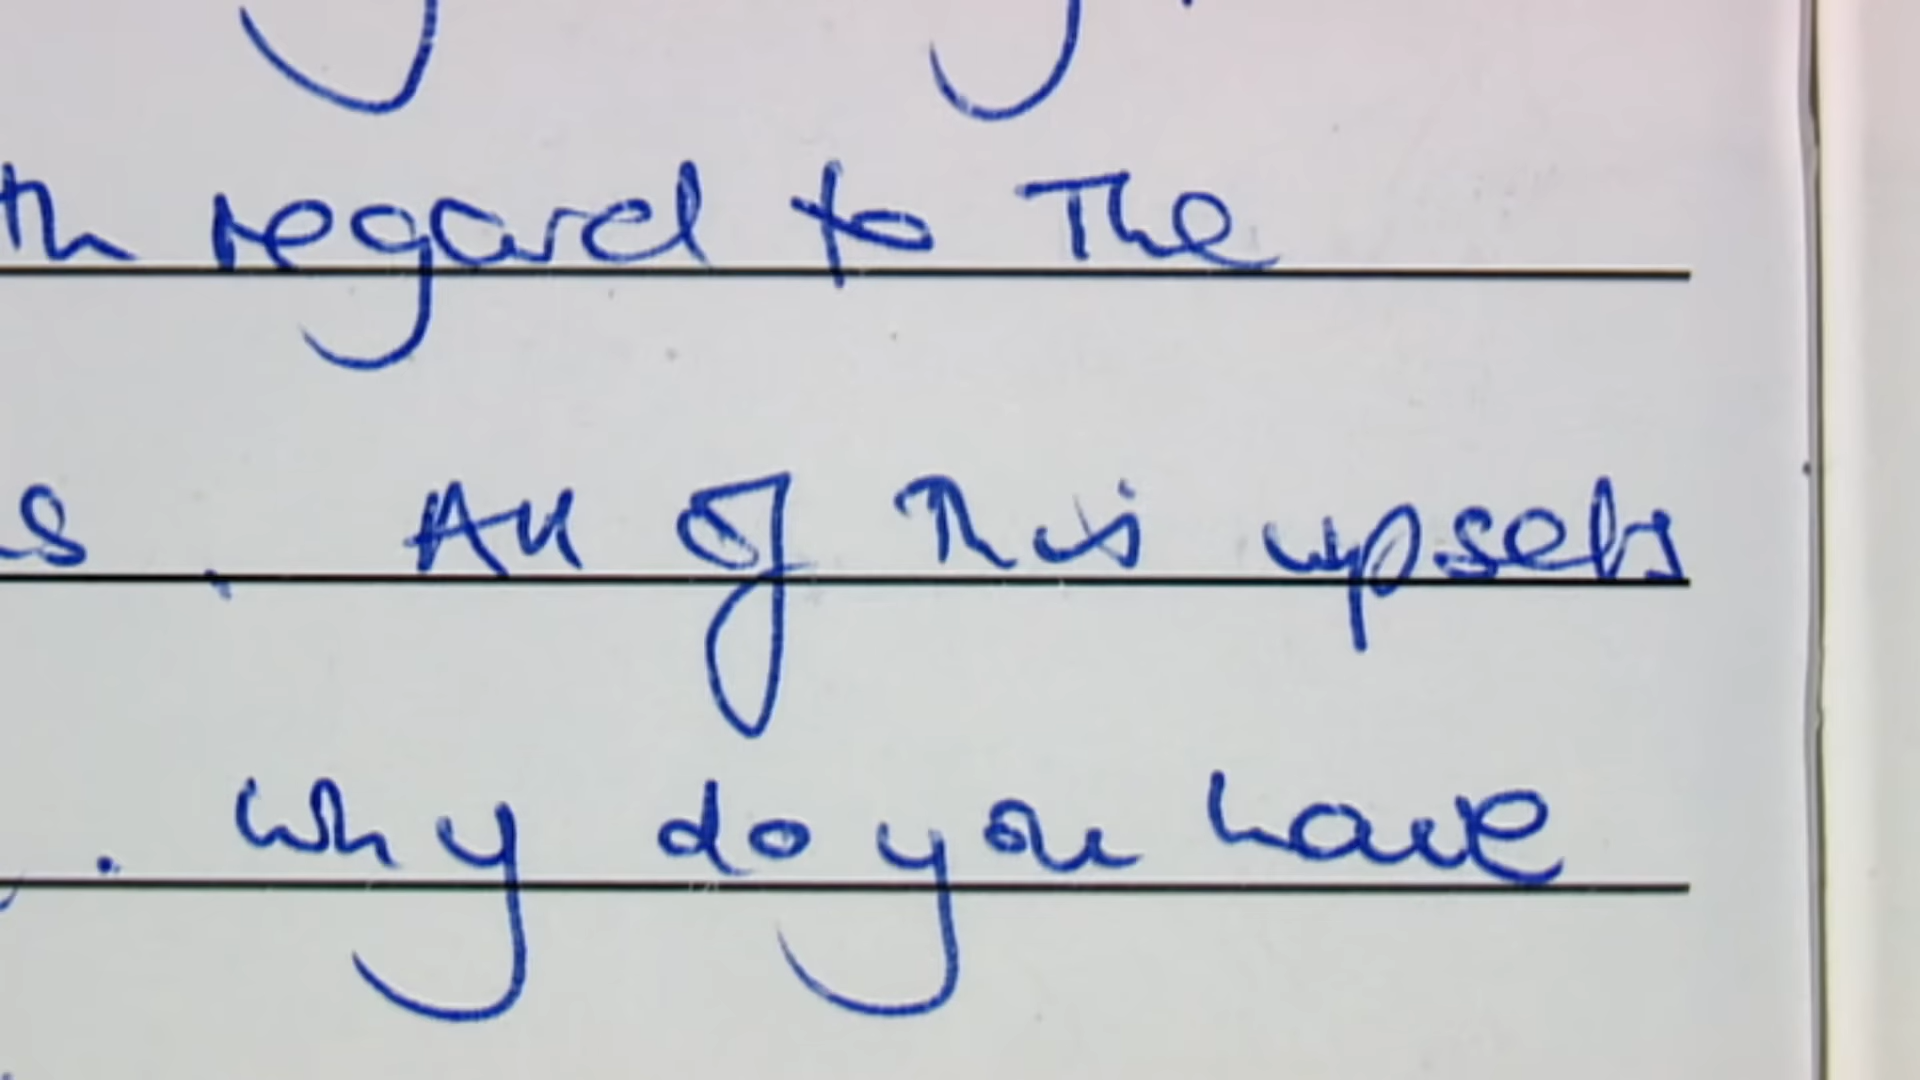 th regard to The
s. All of This upsets
. Why do you have